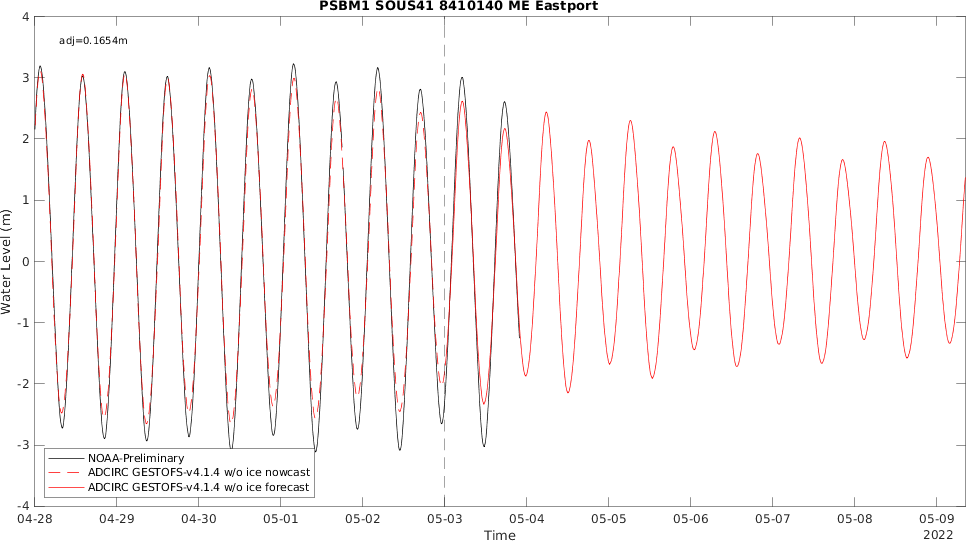 PSBM1 SOUS41 8410140 ME Eastport
adj=0.1654m
4
3
2
1
0
-1
-2
-3
-4
Water Level (m)
NOAA-Preliminary
ADCIRC GESTOFS-v4.1.4 w/o ice nowcast
ADCIRC GESTOFS-v4.1.4 w/o ice forecast
04-28 04-29 04-30 05-01 05-02 05-03 05-04 05-05 05-06 05-07 05-08 05-09
Time
2022